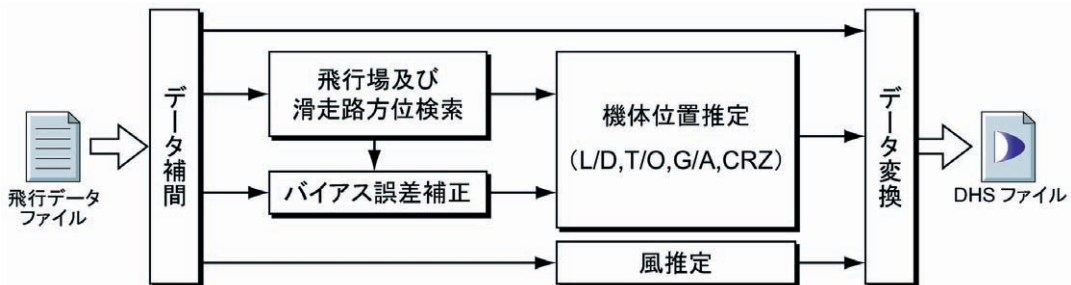 飛行データ
ファイル
データ補間
飛行場及び
滑走路方位検索
バイアス誤差補正
機体位置推定
(L/D,T/O,G/A,CRZ)
風推定
データ変換
DHS ファイル